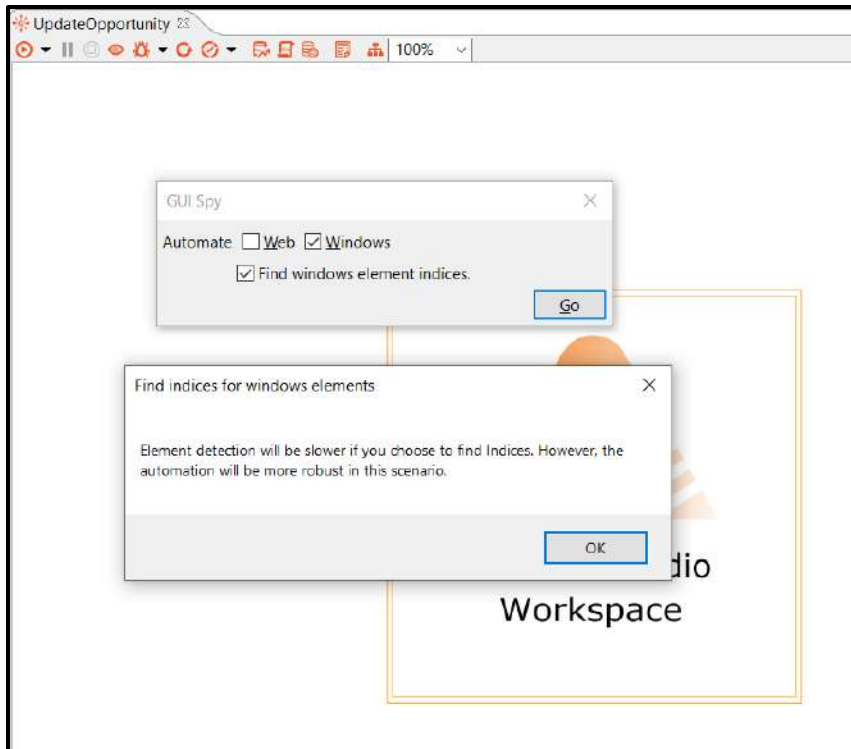 UpdateOpportunity
100%
GUI Spy
Automate Web Windows
Find windows element indices.
Go
Find indices for windows elements
Element detection will be slower if you choose to find Indices. However, the
automation will be more robust in this scenario.
OK
dio
Workspace